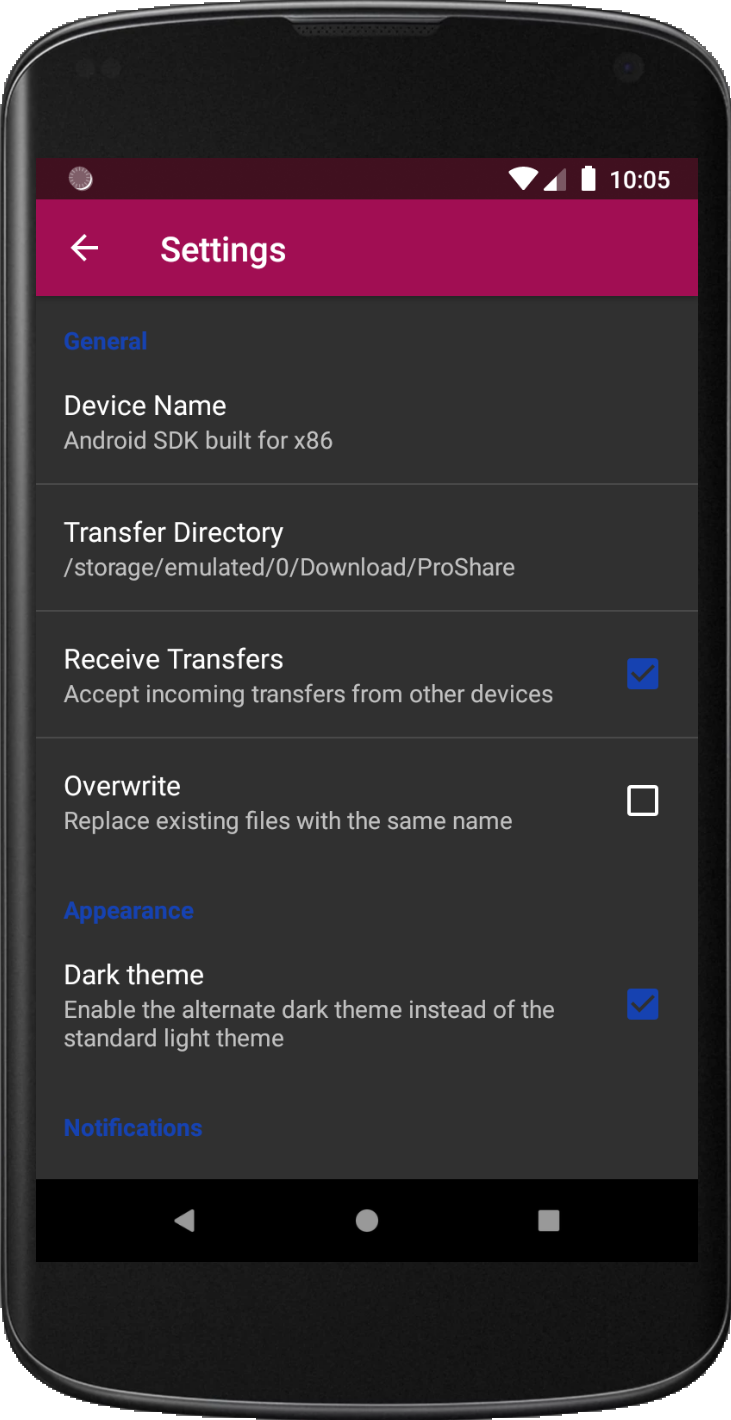 10:05
Settings
General
Device Name
Android SDK built for x86
Transfer Directory
/storage/emulated/0/Download/ProShare
Receive Transfers
Accept incoming transfers from other devices
Overwrite
Replace existing files with the same name
Appearance
Dark theme
Enable the alternate dark theme instead of the
standard light theme
Notifications